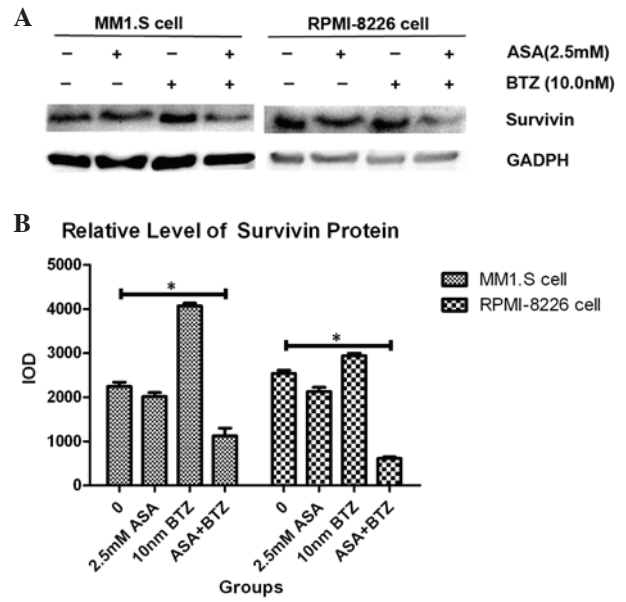 A
MM1.S cell RPMI-8226 cell
− + − + − + − + ASA(2.5mM)
− − + + − − + + BTZ (10.0nM)
Survivin
GADPH
B
Relative Level of Survivin Protein
5000
4000
3000
2000
1000
0
IOD
* *
MM1.S cell
RPMI-8226 cell
0 2.5mM ASA 10nm BTZ ASA+BTZ 0 2.5mM ASA 10nm BTZ ASA+BTZ
Groups